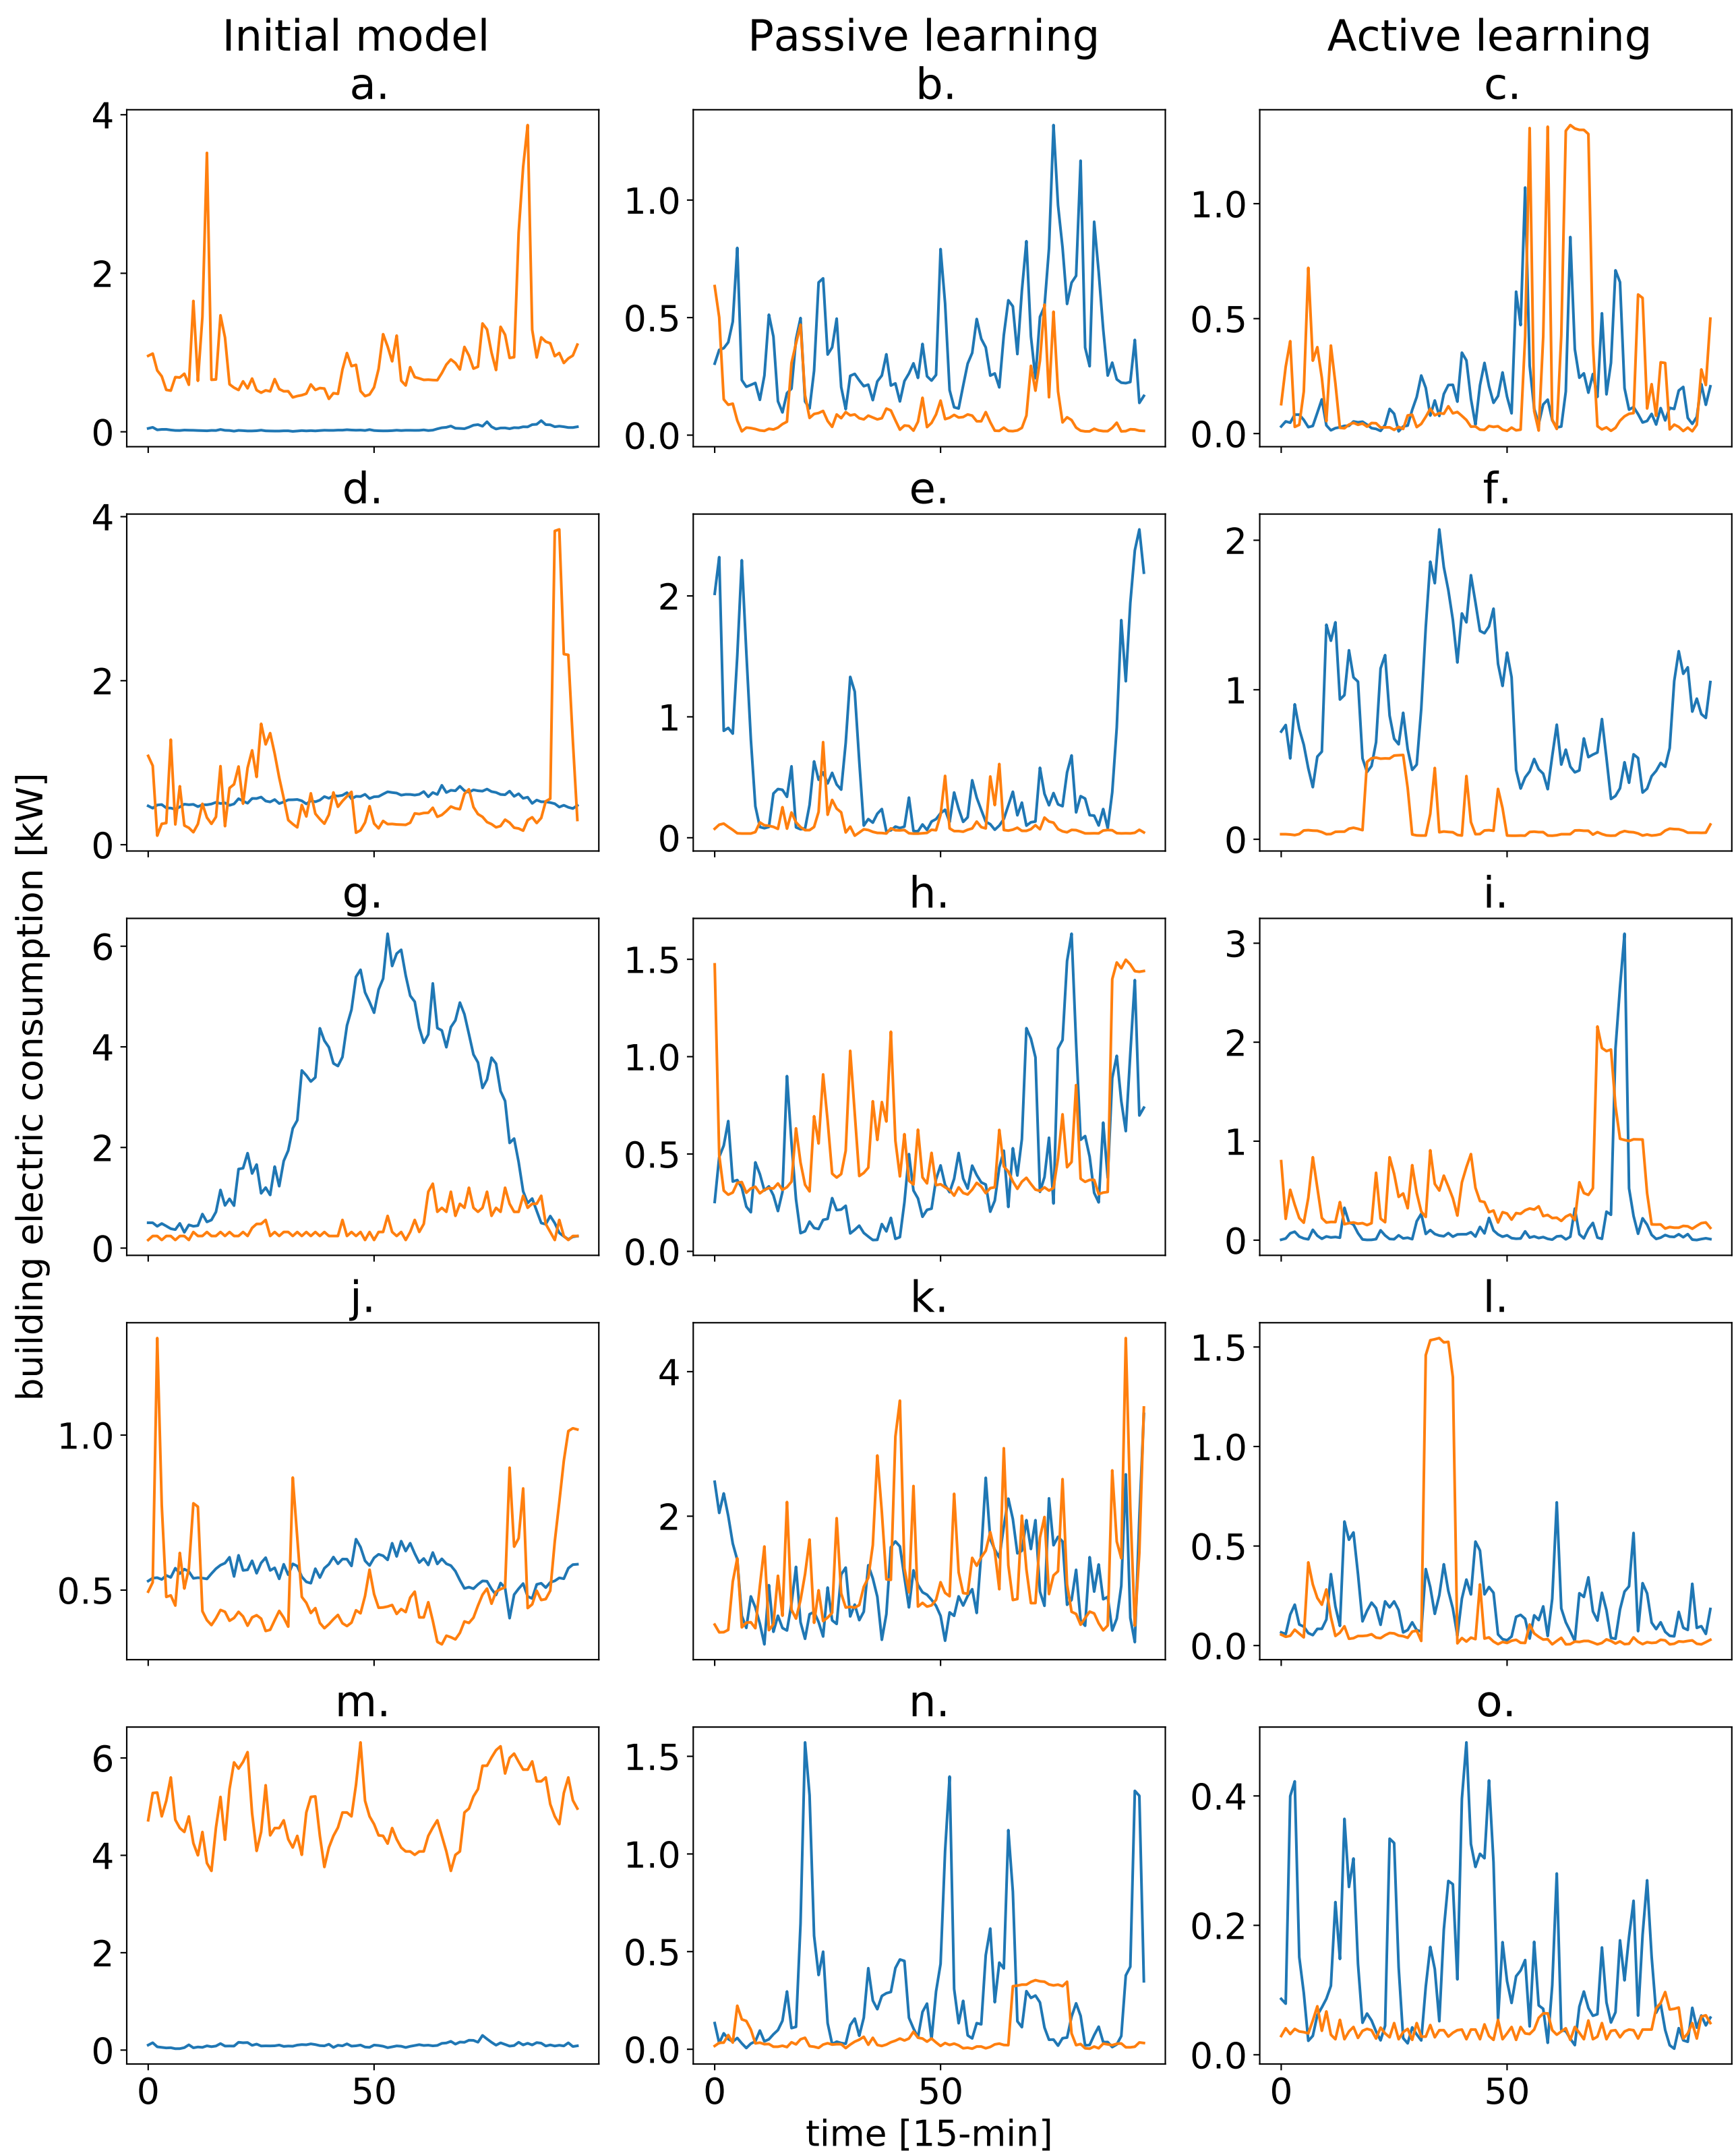 Initial model Passive learning Active learning
a. b. c.
4 1.0 1.0
2 0.5 0.5
0 0.0 0.0
d. e. f.
4 2 2
2 1 1
0 0 0
building electric consumption [kW]
g. h. i.
6 1.5 3
4 1.0 2
2 0.5 1
0 0.0 0
j. k. l.
1.0 4 1.5
0.5 2 1.0
0.5
0.0
m. n. o.
6 1.5 0.4
4 1.0 0.2
2 0.5 0.0
0 0.0
0 50 0 50 0 50
time [15-min]